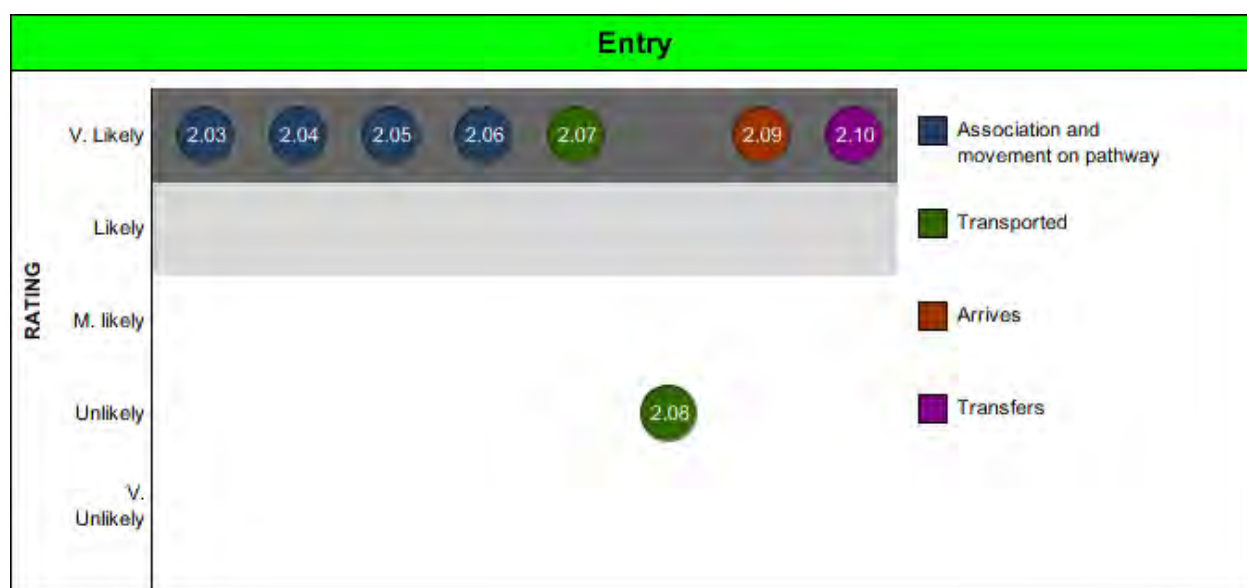 Entry
V. Likely
2.03 2.04 2.05 2.06 2.07 2.09 2.10
Association and
movement on pathway
Likely
Transported
RATING
M. likely
Arrives
Unlikely
2.08
Transfers
V.
Unlikely